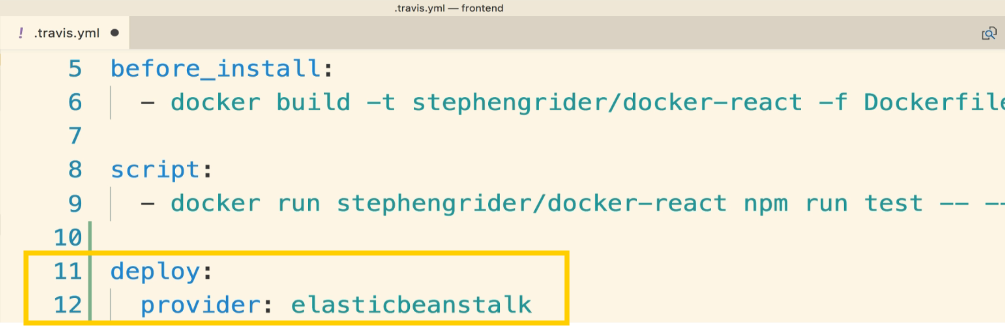 .travis.yml — frontend
! .travis.yml ●
5 before_install:
6 - docker build -t stephengrider/docker-react -f
7
8 script:
9 - docker run stephengrider/docker-react npm run test --
10
11 deploy:
12 provider: elasticbeanstalk